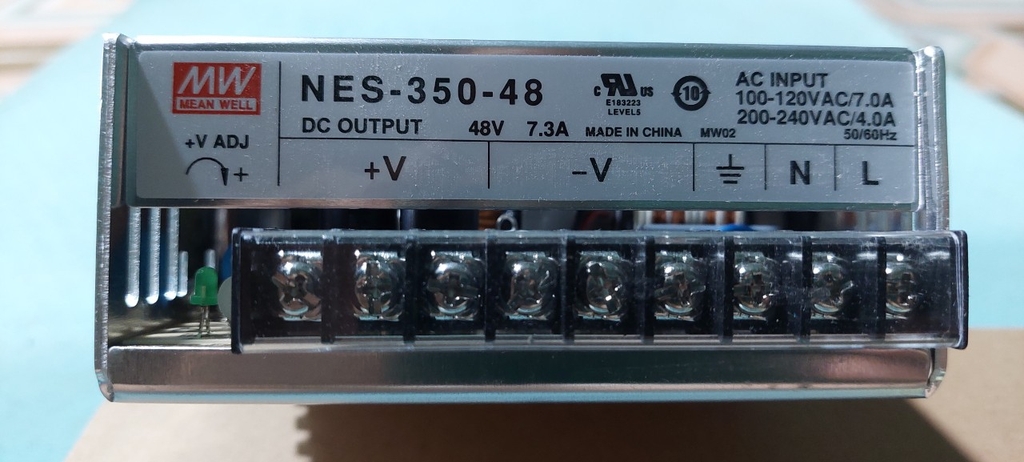 MW
MEAN WELL
+V ADJ
+
NES-350-48
DC OUTPUT 48V 7.3A MADE IN CHINA MW02
c RU US
E183223
LEVEL5
10
AC INPUT
100-120VAC/7.0A
200-240VAC/4.0A
50/60Hz
+V -V N L